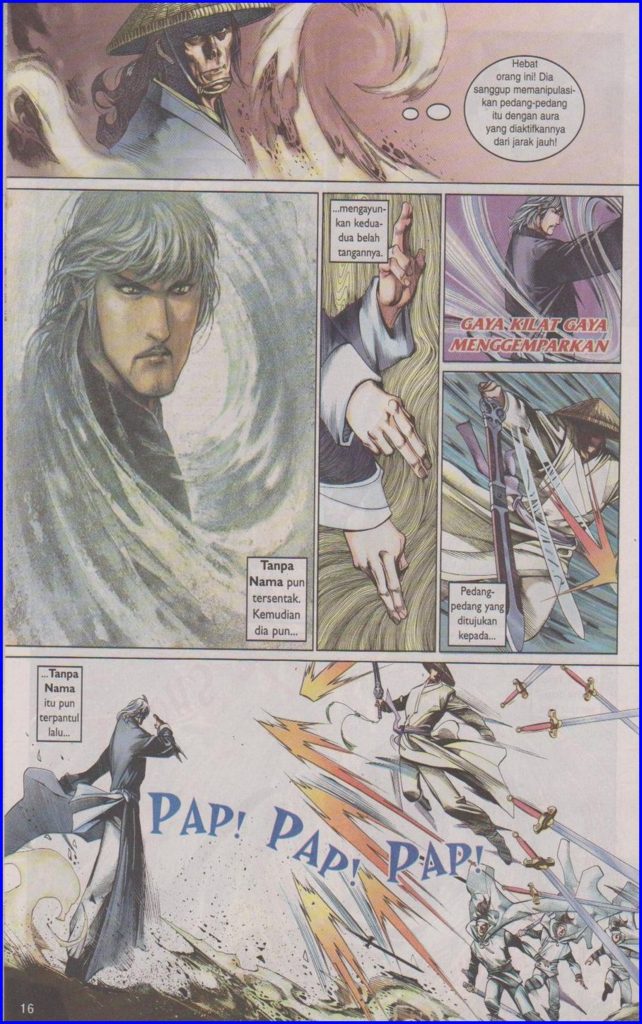 Hebat
orang ini! Dia
sanggup memanipulasi-
kan pedang-pedang
itu dengan aura
yang diaktifkannya
dari jarak jauh!
Tanpa
Nama pun
tersentak.
Kemudian
dia pun...
...mengayun-
kan kedua-
dua belah
tangannya.
GAYA KILAT GAYA
MENGGEMPARKAN
Pedang-
pedang yang
ditujukan
kepada...
...Tanpa
Nama
itu pun
terpantul
lalu...
PAP! PAP! PAP!
16